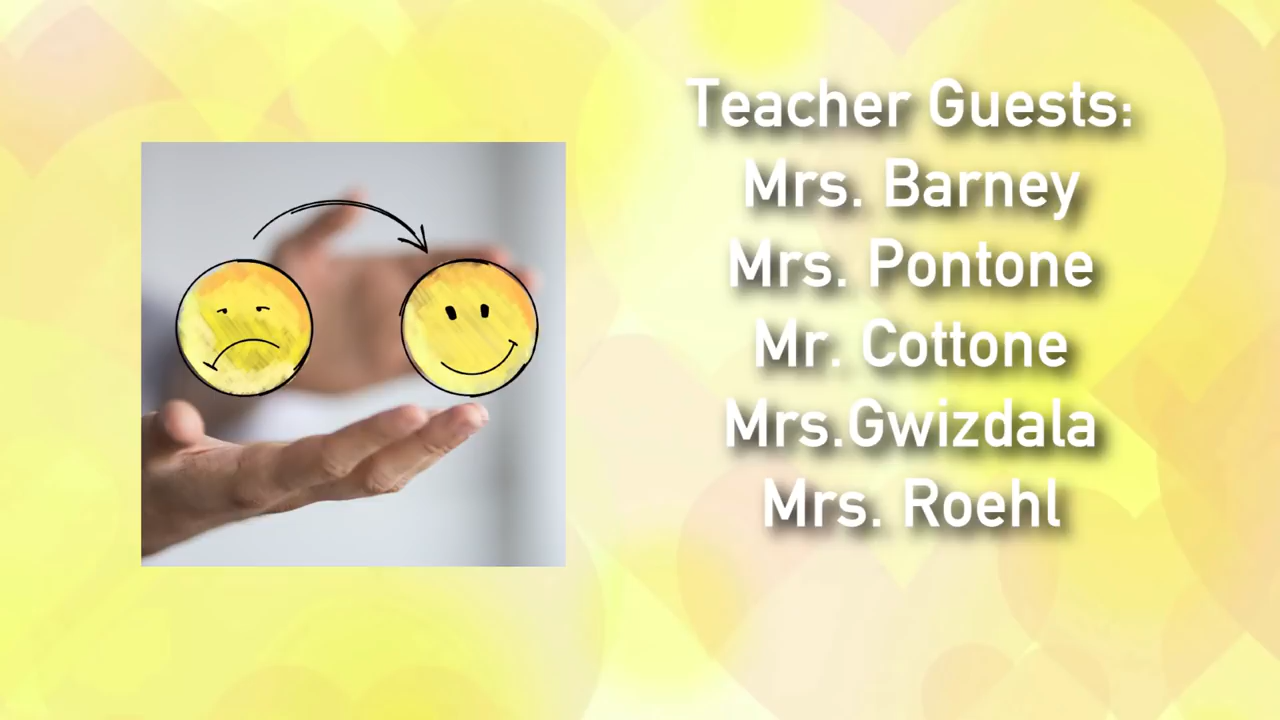 Teacher Guests:
Mrs. Barney
Mrs. Pontone
Mr. Cottone
Mrs.Gwizdala
Mrs. Roehl